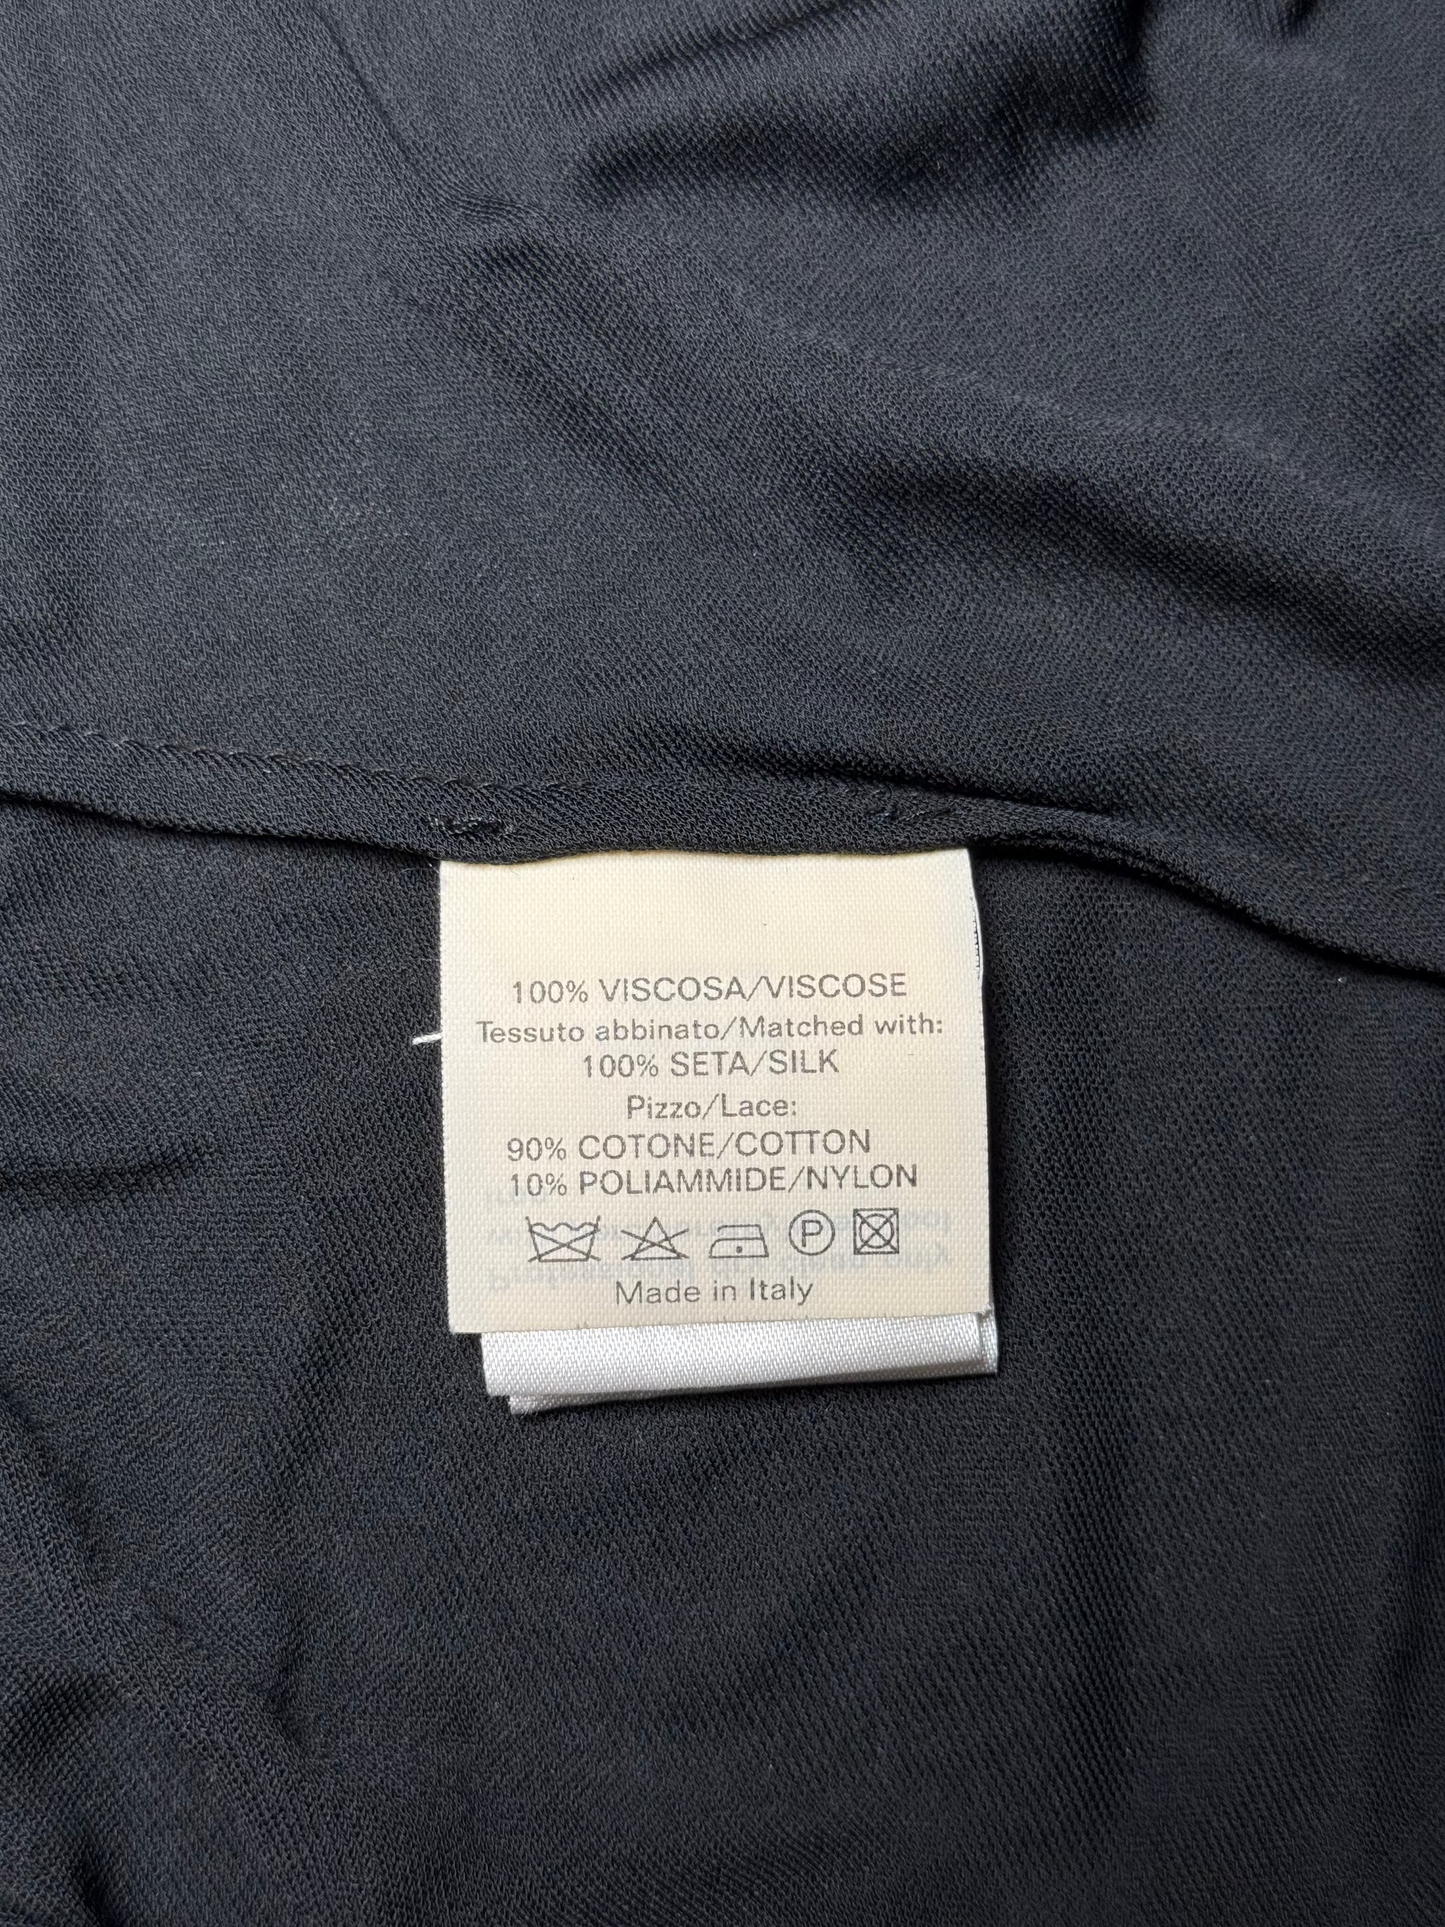 100% VISCOSA/VISCOSE
Tessuto abbinato/Matched with:
100% SETA/SILK
Pizzo/Lace:
90% COTONE/COTTON
10% POLIAMMIDE/NYLON
P
Made in Italy